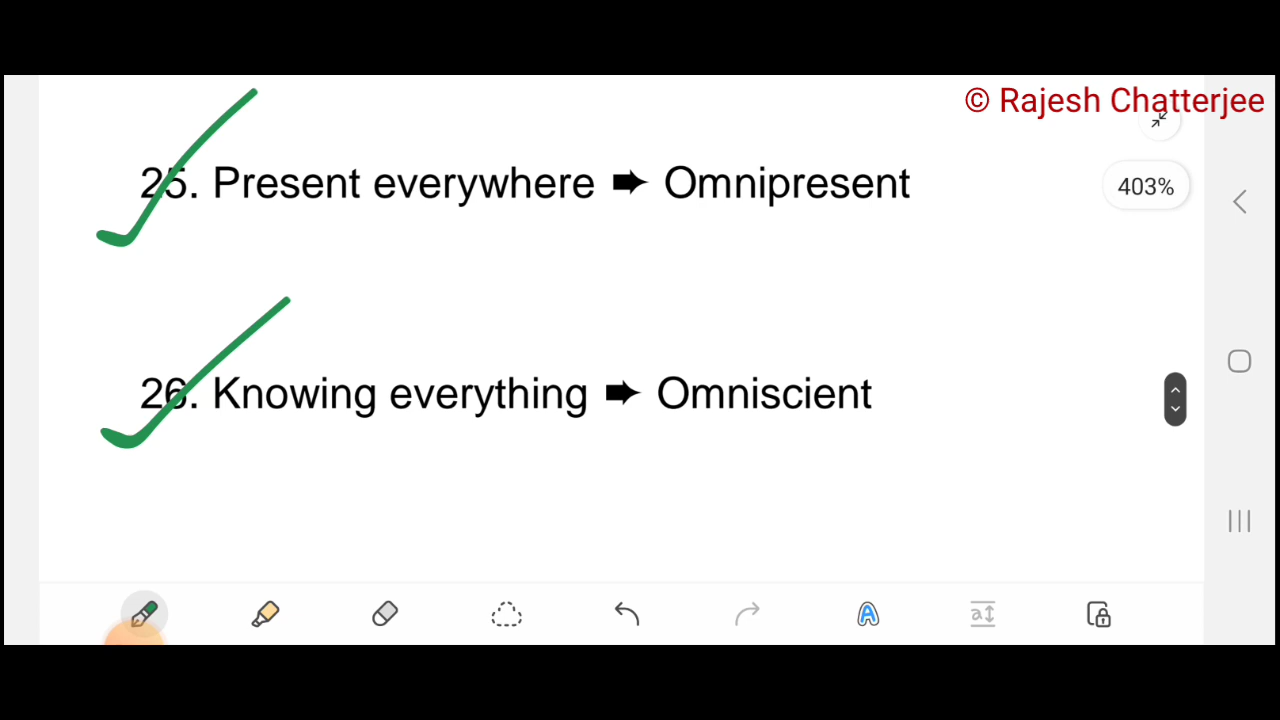 © Rajesh Chatterjee
25. Present everywhere ➨ Omnipresent
403%
26. Knowing everything ➨ Omniscient
A
a